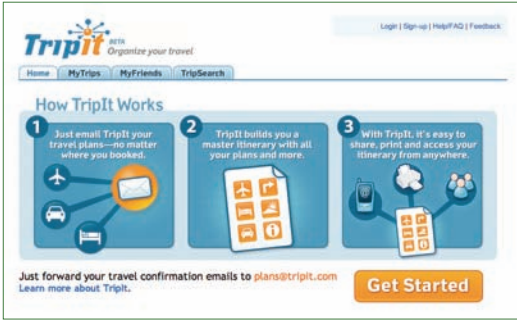 Login | Sign-up | Help/FAQ | Feedback
TripIt BETA Organize your travel
Home MyTrips MyFriends TripSearch
How TripIt Works
1
Just email TripIt your
travel plans—no matter
where you booked.
2
TripIt builds you a
master itinerary with all
your plans and more.
3
With TripIt, it's easy to
share, print and access your
itinerary from anywhere.
Just forward your travel confirmation emails to plans@tripit.com
Learn more about TripIt.
Get Started